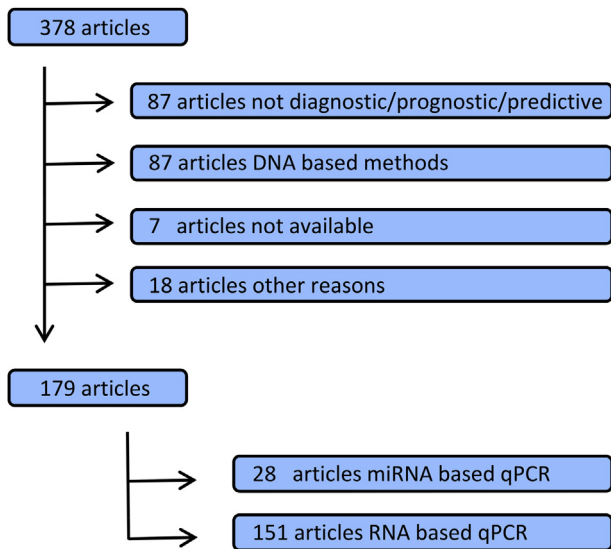 378 articles
87 articles not diagnostic/prognostic/predictive
87 articles DNA based methods
7 articles not available
18 articles other reasons
179 articles
28 articles miRNA based qPCR
151 articles RNA based qPCR